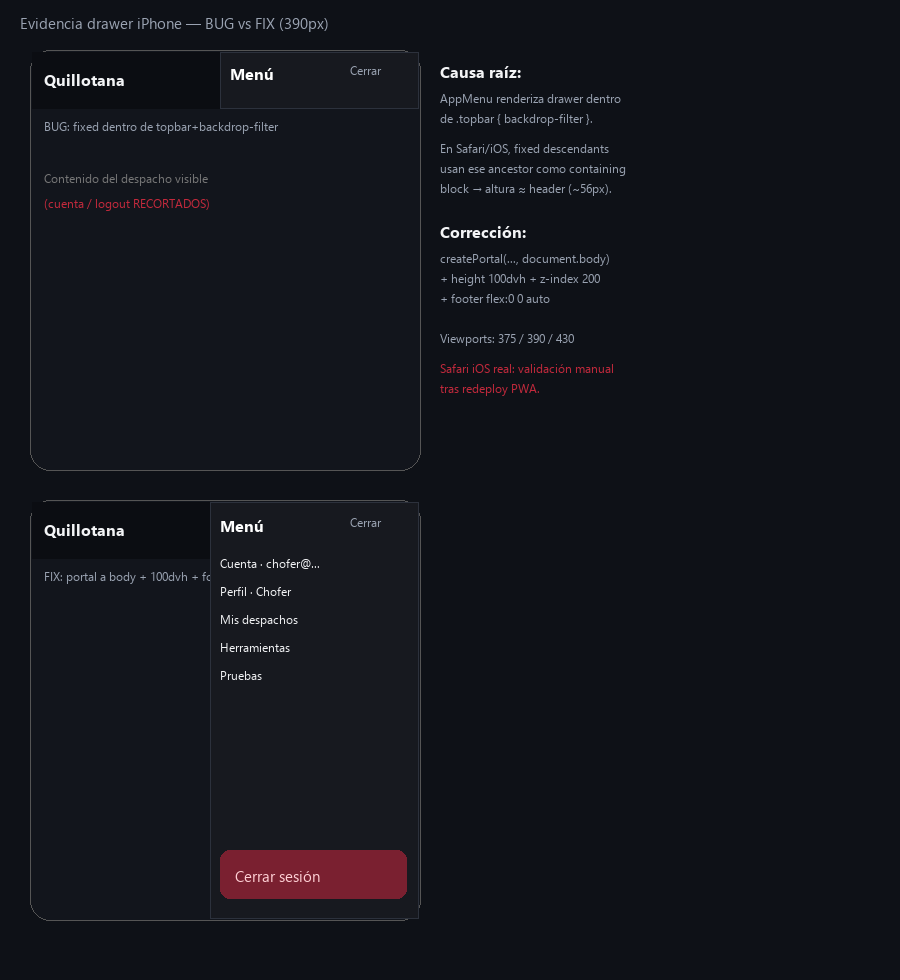 Evidencia drawer iPhone — BUG vs FIX (390px)
Quillotana
Menú
Cerrar
BUG: fixed dentro de topbar+backdrop-filter
Contenido del despacho visible
(cuenta / logout RECORTADOS)
Causa raíz:
AppMenu renderiza drawer dentro
de .topbar { backdrop-filter }.
En Safari/iOS, fixed descendants
usan ese ancestor como containing
block → altura ≈ header (~56px).
Corrección:
createPortal(..., document.body)
+ height 100dvh + z-index 200
+ footer flex:0 0 auto
Viewports: 375 / 390 / 430
Safari iOS real: validación manual
tras redeploy PWA.
Quillotana
FIX: portal a body + 100dvh + fo
Menú
Cerrar
Cuenta · chofer@...
Perfil · Chofer
Mis despachos
Herramientas
Pruebas
Cerrar sesión